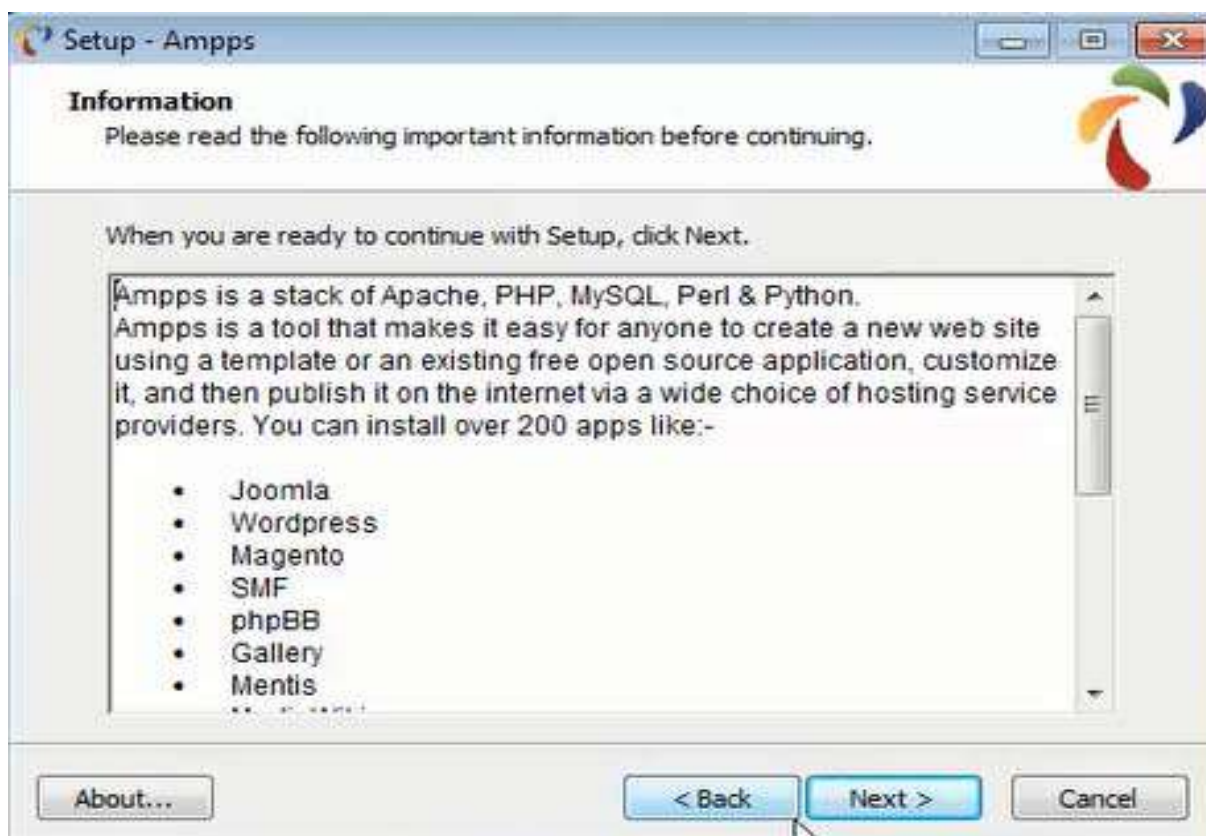 Setup - Ampps
Information
Please read the following important information before continuing.
When you are ready to continue with Setup, click Next.
Ampps is a stack of Apache, PHP, MySQL, Perl & Python.
Ampps is a tool that makes it easy for anyone to create a new web site
using a template or an existing free open source application, customize
it, and then publish it on the internet via a wide choice of hosting service
providers. You can install over 200 apps like:-
• Joomla
• Wordpress
• Magento
• SMF
• phpBB
• Gallery
• Mentis
About...
< Back
Next >
Cancel